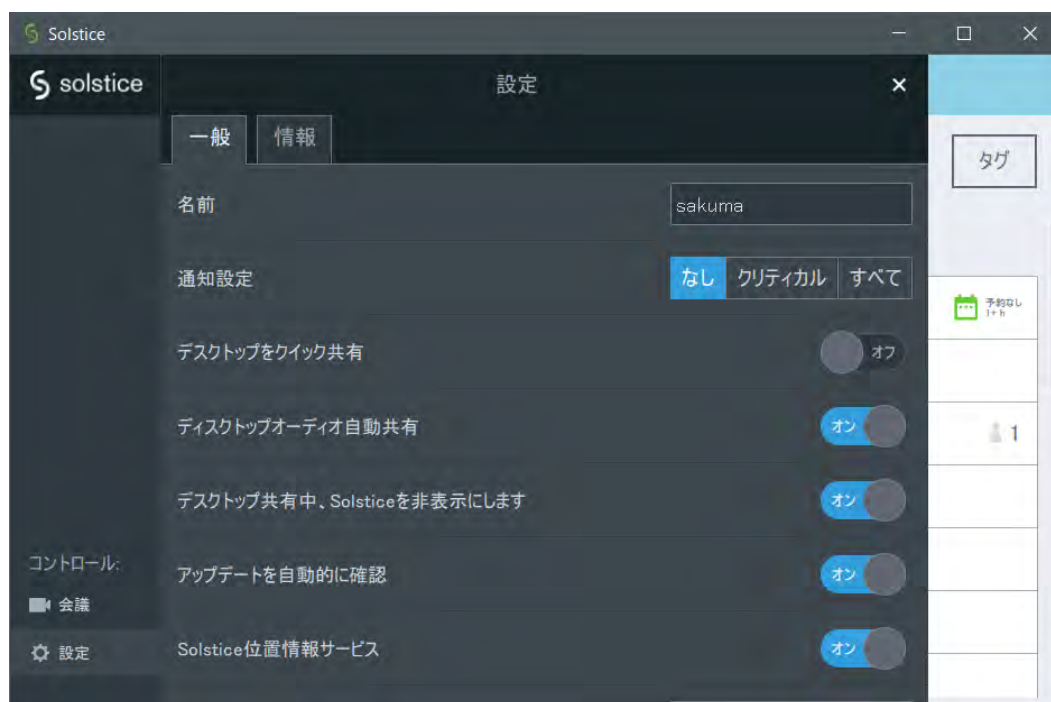 Solstice
solstice
設定
一般
情報
タグ
名前
sakuma
通知設定
なし
クリティカル
すべて
予約なし
1+ h
デスクトップをクイック共有
オフ
ディスクトップオーディオ自動共有
オン
1
デスクトップ共有中、Solsticeを非表示にします
オン
コントロール:
アップデートを自動的に確認
オン
会議
設定
Solstice位置情報サービス
オン